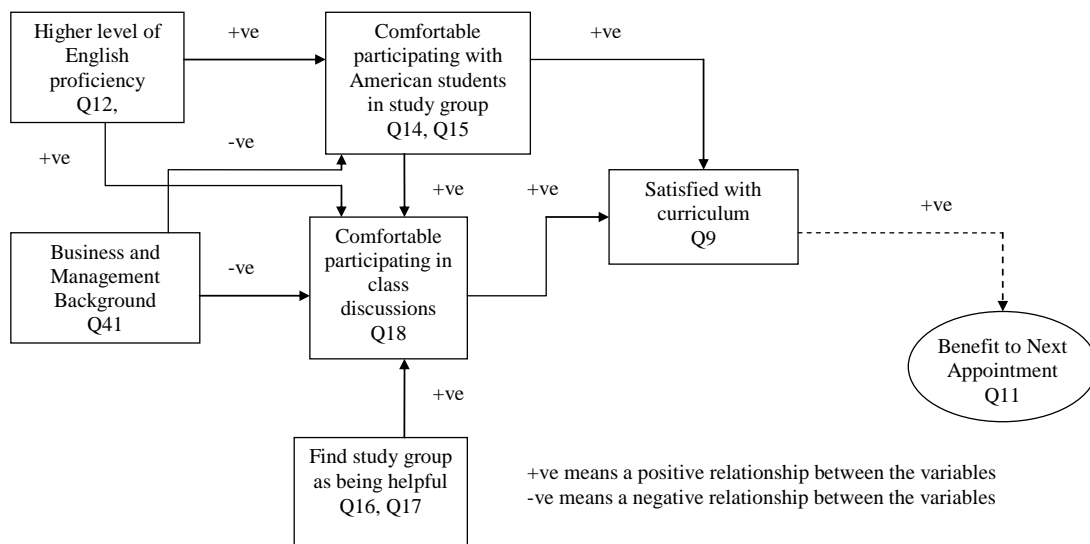 Higher level of
English
proficiency
Q12,
+ve
Comfortable
participating with
American students
in study group
Q14, Q15
+ve
+ve
-ve
+ve
+ve
Satisfied with
curriculum
Q9
+ve
Business and
Management
Background
Q41
-ve
Comfortable
participating in
class
discussions
Q18
Benefit to Next
Appointment
Q11
+ve
Find study group
as being helpful
Q16, Q17
+ve means a positive relationship between the variables
-ve means a negative relationship between the variables